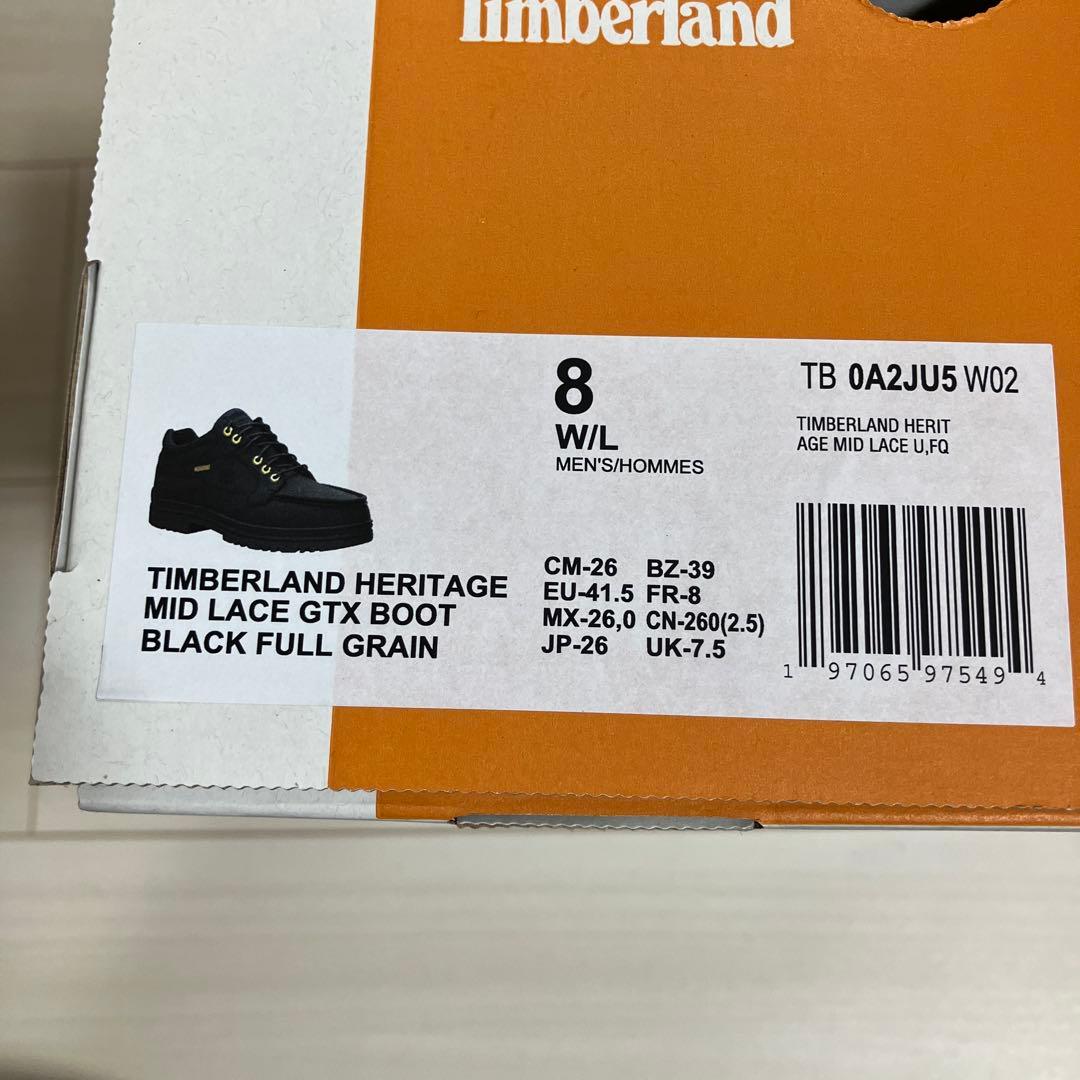 Timberland
8
W/L
MEN'S/HOMMES
TB 0A2JU5 W02
TIMBERLAND HERIT
AGE MID LACE U,FQ
TIMBERLAND HERITAGE
MID LACE GTX BOOT
BLACK FULL GRAIN
CM-26 BZ-39
EU-41.5 FR-8
MX-26,0 CN-260(2.5)
JP-26 UK-7.5
1 97065 97549 4